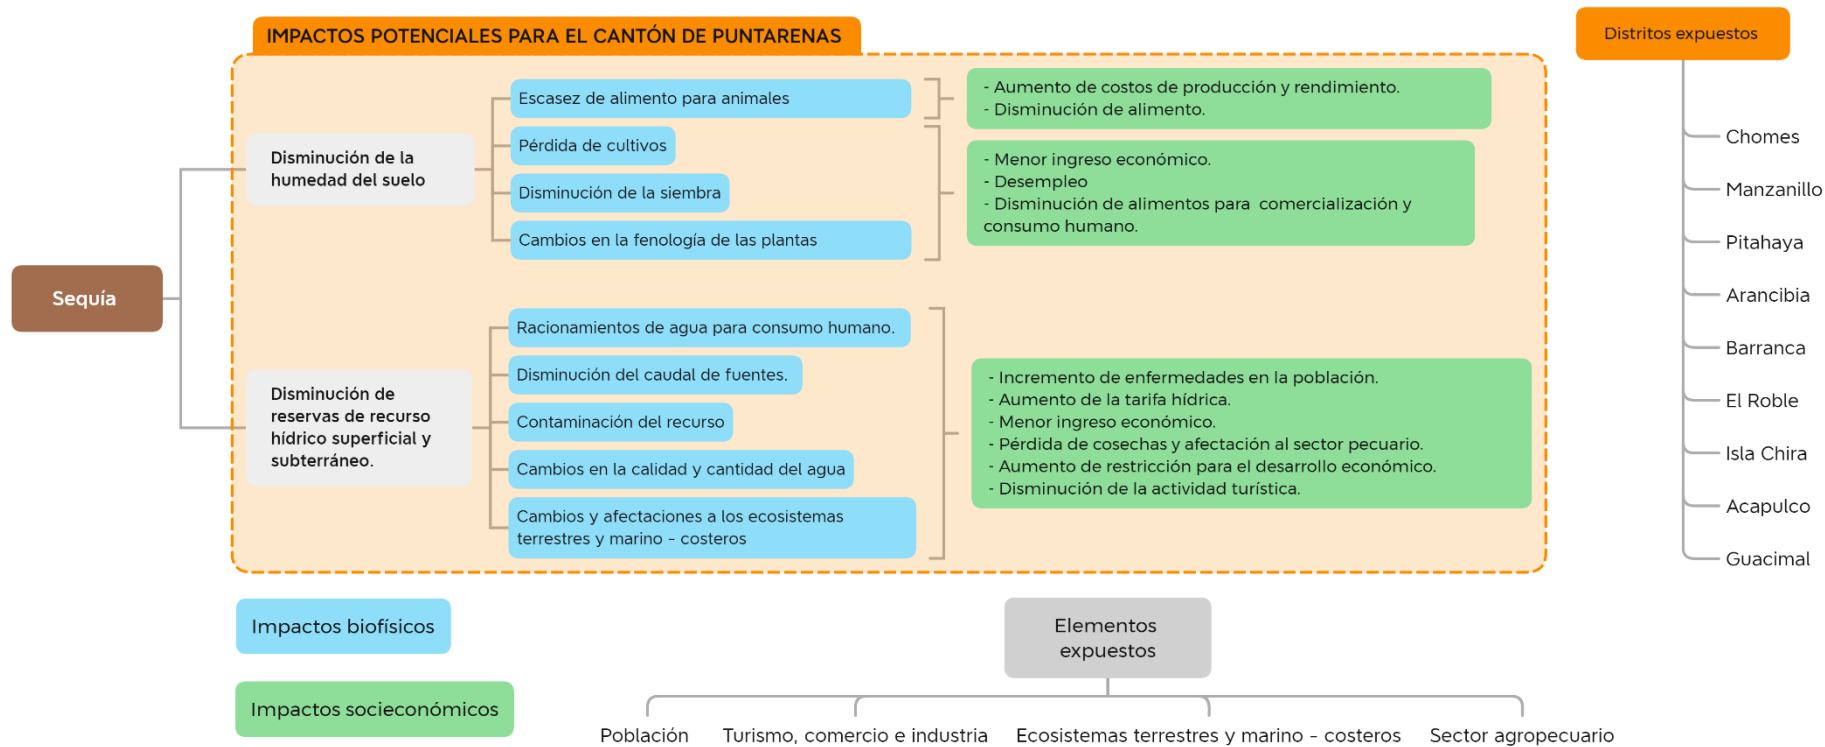 IMPACTOS POTENCIALES PARA EL CANTÓN DE PUNTARENAS
Sequía
Disminución de la
humedad del suelo
Escasez de alimento para animales
Pérdida de cultivos
Disminución de la siembra
Cambios en la fenología de las plantas
- Aumento de costos de producción y rendimiento.
- Disminución de alimento.
- Menor ingreso económico.
- Desempleo
- Disminución de alimentos para comercialización y
consumo humano.
Disminución de
reservas de recurso
hídrico superficial y
subterráneo.
Racionamientos de agua para consumo humano.
Disminución del caudal de fuentes.
Contaminación del recurso
Cambios en la calidad y cantidad del agua
Cambios y afectaciones a los ecosistemas
terrestres y marino - costeros
- Incremento de enfermedades en la población.
- Aumento de la tarifa hídrica.
- Menor ingreso económico.
- Pérdida de cosechas y afectación al sector pecuario.
- Aumento de restricción para el desarrollo económico.
- Disminución de la actividad turística.
Distritos expuestos
Chomes
Manzanillo
Pitahaya
Arancibia
Barranca
El Roble
Isla Chira
Acapulco
Guacimal
Impactos biofísicos
Impactos socieconómicos
Elementos
expuestos
Población
Turismo, comercio e industria
Ecosistemas terrestres y marino - costeros
Sector agropecuario